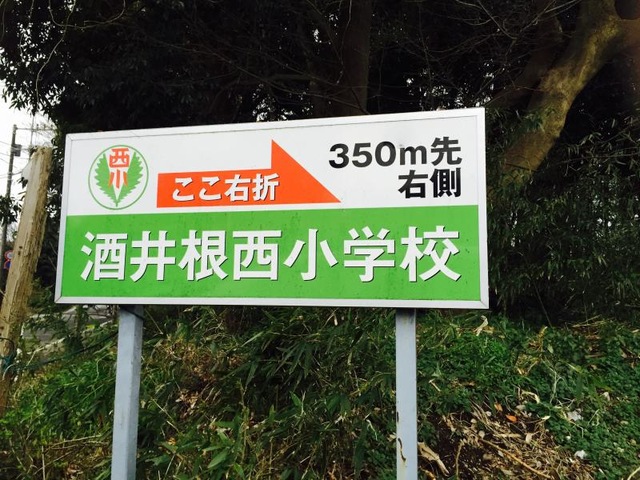 西小
ここ右折
350m先
右側
酒井根西小学校